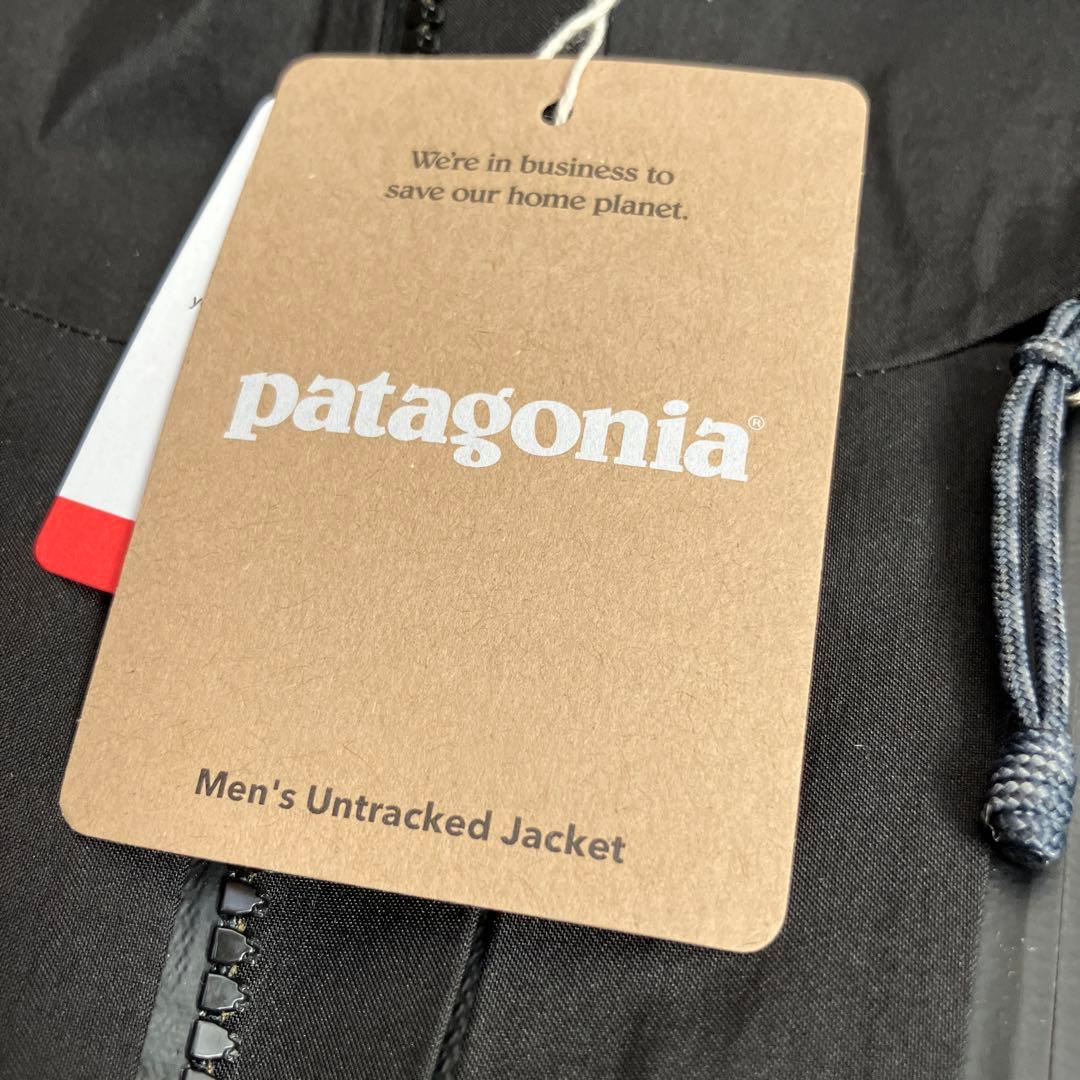 We're in business to
save our home planet.
patagonia®
Men's Untracked Jacket